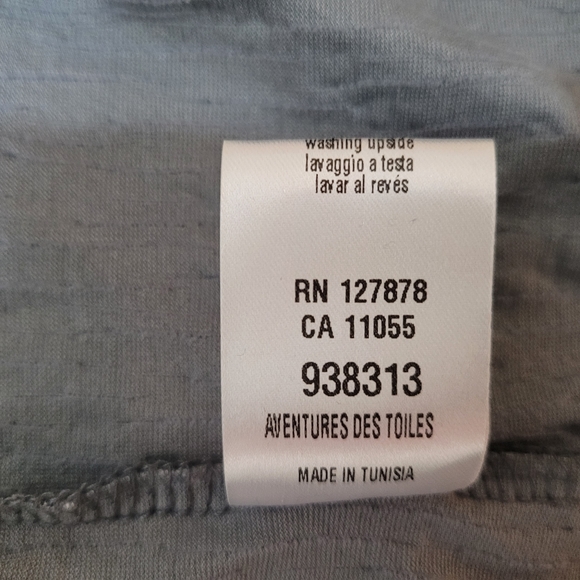 washing upside
lavaggio a testa
lavar al revés
RN 127878
CA 11055
938313
AVENTURES DES TOILES
MADE IN TUNISIA